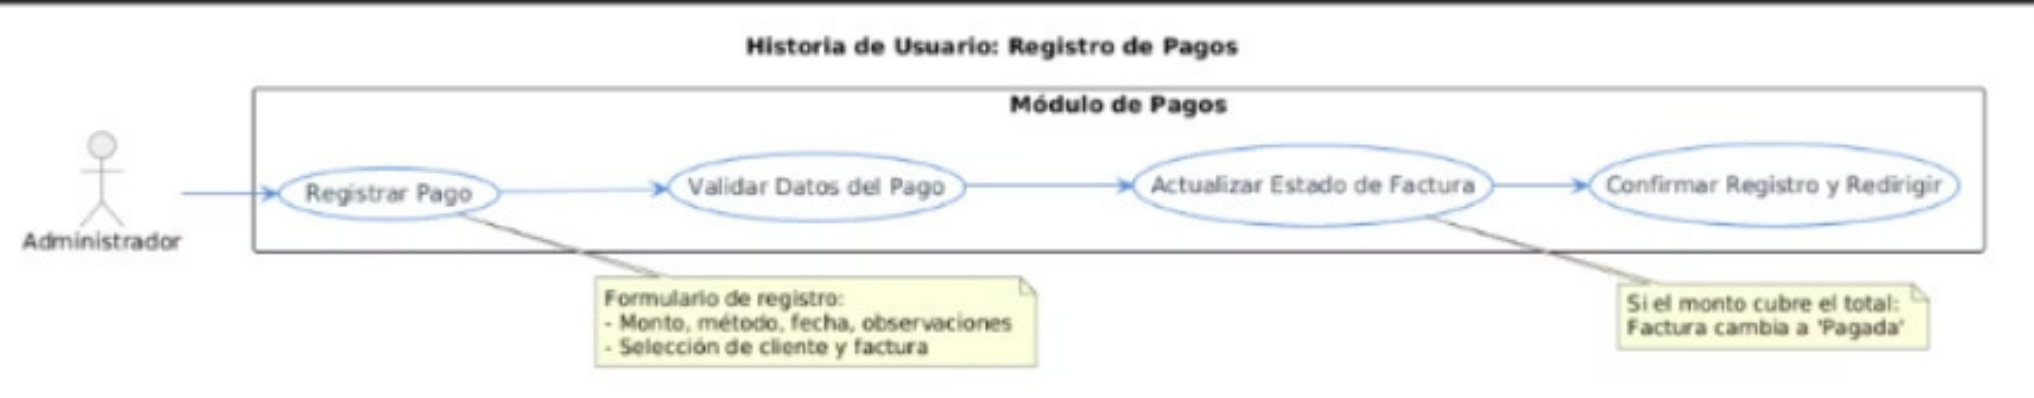 Historia de Usuario: Registro de Pagos
Módulo de Pagos
Administrador
Registrar Pago
Validar Datos del Pago
Actualizar Estado de Factura
Confirmar Registro y Redirigir
Formulario de registro:
- Monto, método, fecha, observaciones
- Selección de cliente y factura
Si el monto cubre el total:
Factura cambia a 'Pagada'